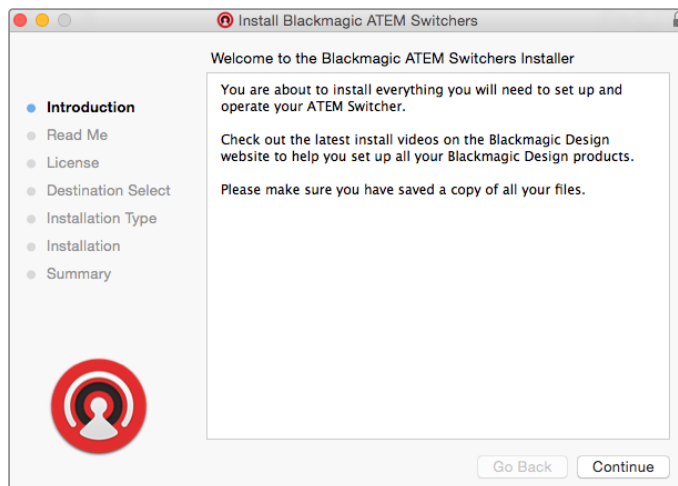 Install Blackmagic ATEM Switchers
Welcome to the Blackmagic ATEM Switchers Installer
Introduction
Read Me
License
Destination Select
Installation Type
Installation
Summary
You are about to install everything you will need to set up and
operate your ATEM Switcher.
Check out the latest install videos on the Blackmagic Design
website to help you set up all your Blackmagic Design products.
Please make sure you have saved a copy of all your files.
Go Back
Continue